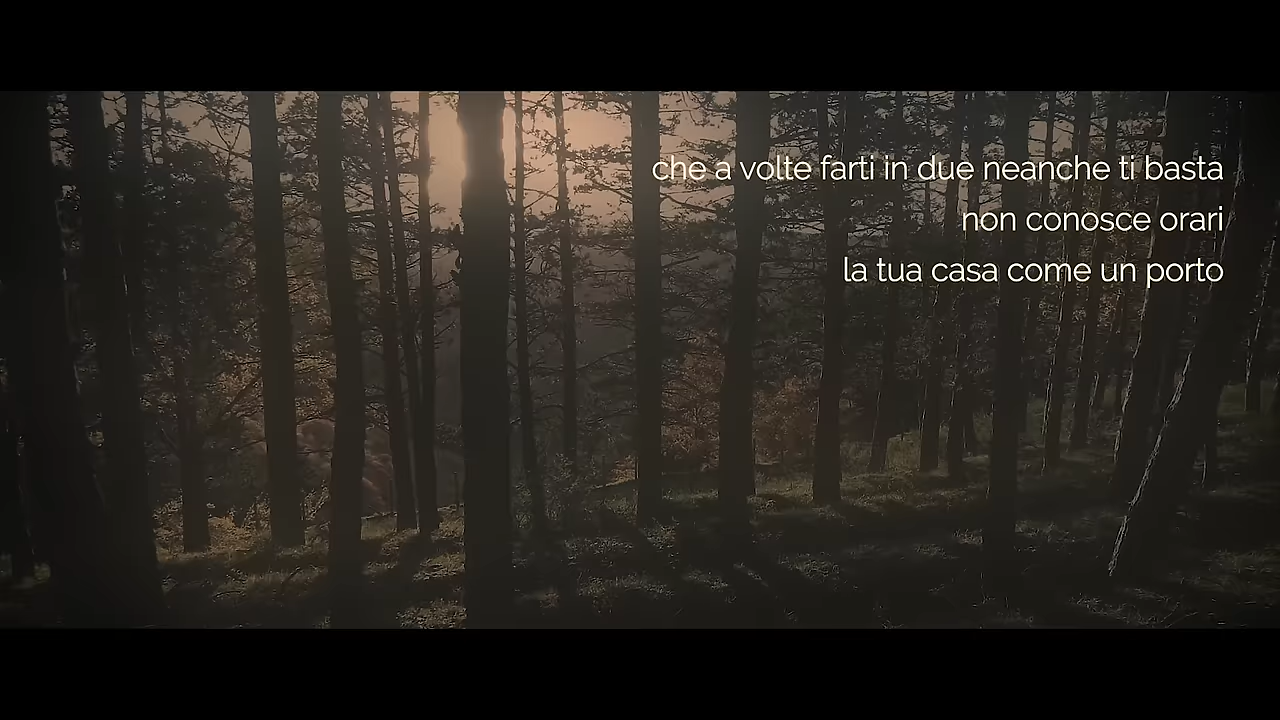 che a volte farti in due neanche ti basta
non conosce orari
la tua casa come un porto